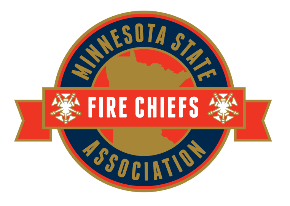 MINNESOTA STATE
FIRE CHIEFS
ASSOCIATION